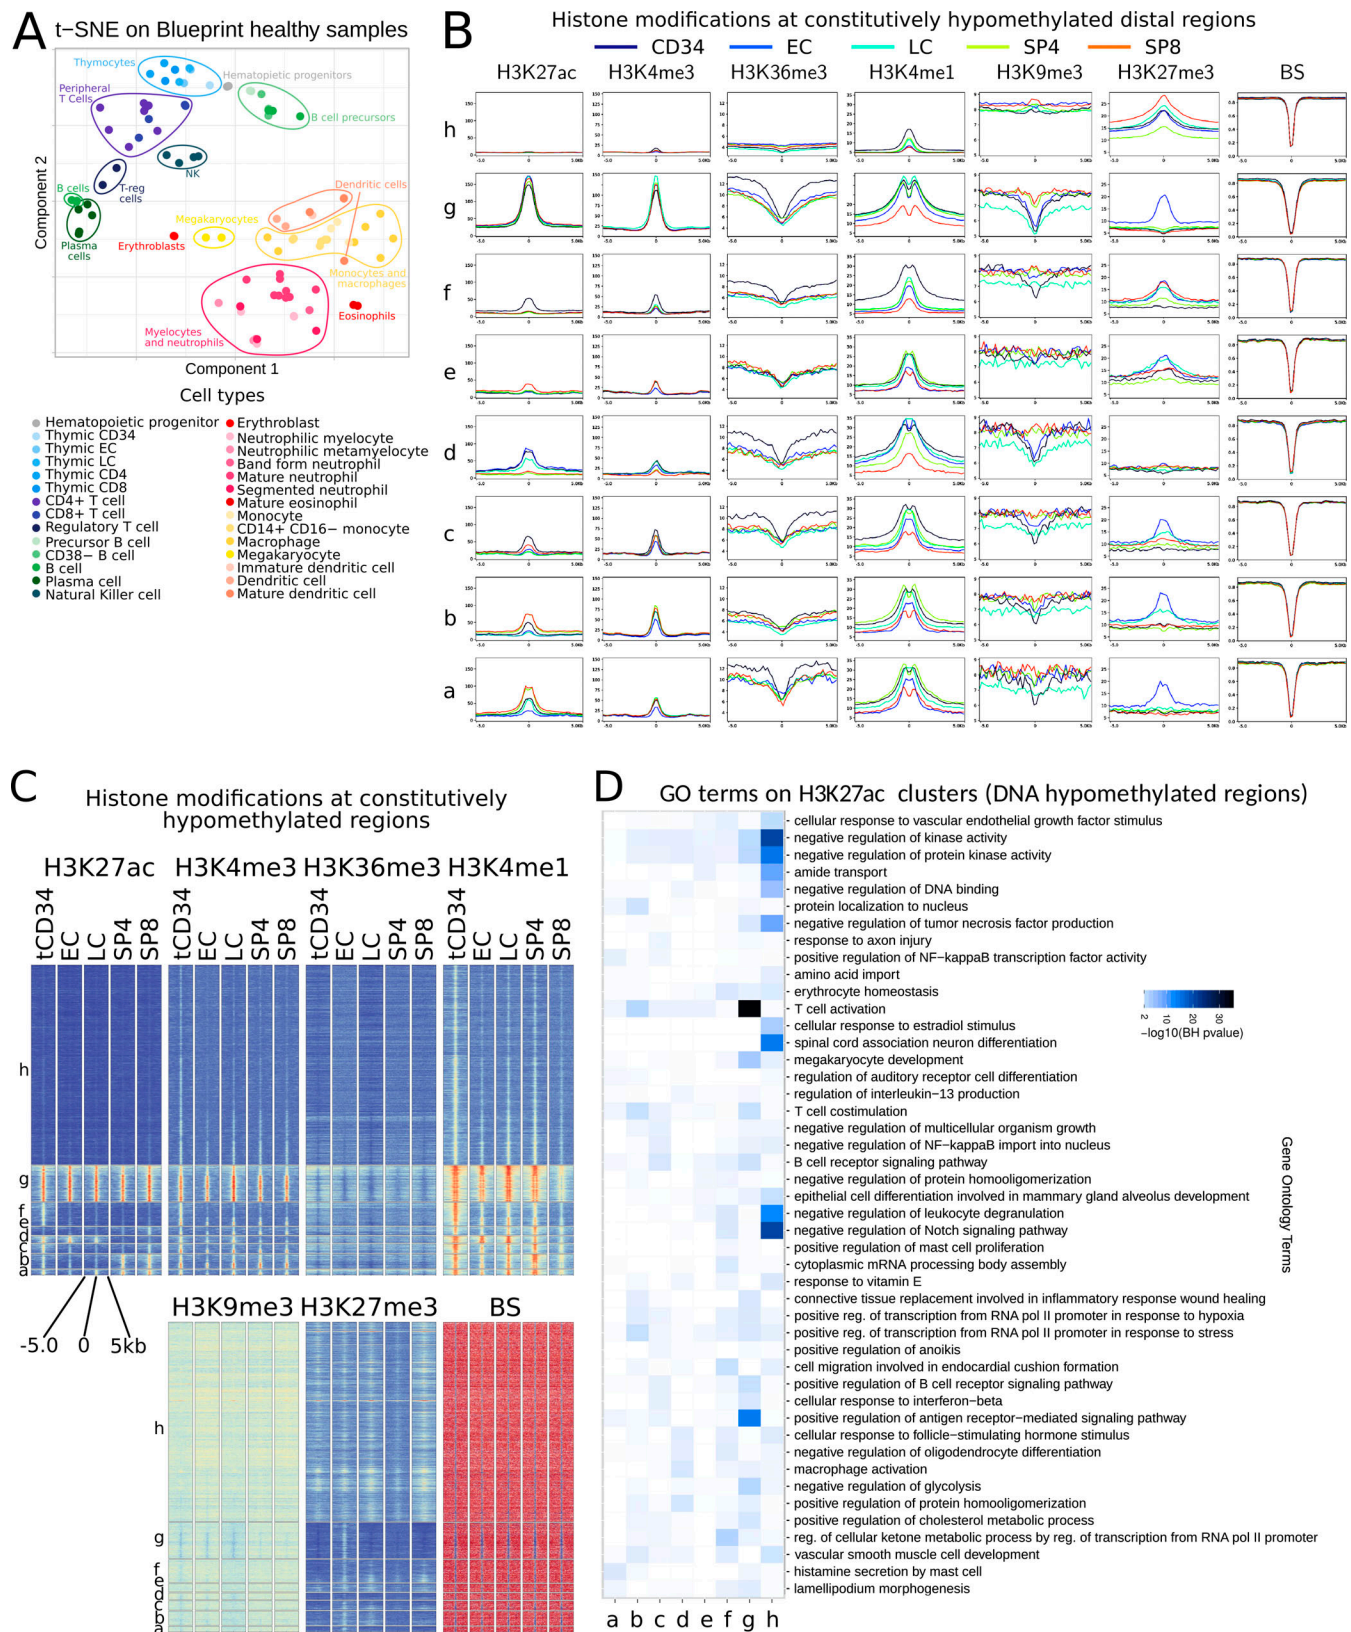 A
t−SNE on Blueprint healthy samples
Thymocytes
Hematopoietic progenitors
Peripheral
T Cells
B cell precursors
NK
T-reg
cells
B cells
Dendritic cells
Megakaryocytes
Erythroblasts
Plasma
cells
Monocytes and
macrophages
Eosinophils
Myelocytes
and neutrophils
Component 2
Component 1
Cell types
Hematopoietic progenitor
Thymic CD34
Thymic EC
Thymic LC
Thymic CD4
Thymic CD8
CD4+ T cell
CD8+ T cell
Regulatory T cell
Precursor B cell
CD38− B cell
B cell
Plasma cell
Natural Killer cell
Erythroblast
Neutrophilic myelocyte
Neutrophilic metamyelocyte
Band form neutrophil
Mature neutrophil
Segmented neutrophil
Mature eosinophil
Monocyte
CD14+ CD16− monocyte
Macrophage
Megakaryocyte
Immature dendritic cell
Dendritic cell
Mature dendritic cell
B
Histone modifications at constitutively hypomethylated distal regions
CD34 EC LC SP4 SP8
H3K27ac H3K4me3 H3K36me3 H3K4me1 H3K9me3 H3K27me3 BS
h
g
f
e
d
c
b
a
C
Histone modifications at constitutively
hypomethylated regions
H3K27ac H3K4me3 H3K36me3 H3K4me1
tCD34 EC LC SP4 SP8 tCD34 EC LC SP4 SP8 tCD34 EC LC SP4 SP8 tCD34 EC LC SP4 SP8
h
g
f
e
d
c
b
a
-5.0 0 5kb
H3K9me3 H3K27me3 BS
h
g
f
e
d
c
b
a
D
GO terms on H3K27ac clusters (DNA hypomethylated regions)
cellular response to vascular endothelial growth factor stimulus
negative regulation of kinase activity
negative regulation of protein kinase activity
amide transport
negative regulation of DNA binding
protein localization to nucleus
negative regulation of tumor necrosis factor production
response to axon injury
positive regulation of NF−kappaB transcription factor activity
amino acid import
erythrocyte homeostasis
T cell activation
cellular response to estradiol stimulus
spinal cord association neuron differentiation
megakaryocyte development
regulation of auditory receptor cell differentiation
regulation of interleukin−13 production
T cell costimulation
negative regulation of multicellular organism growth
negative regulation of NF−kappaB import into nucleus
B cell receptor signaling pathway
negative regulation of protein homooligomerization
epithelial cell differentiation involved in mammary gland alveolus development
negative regulation of leukocyte degranulation
negative regulation of Notch signaling pathway
positive regulation of mast cell proliferation
cytoplasmic mRNA processing body assembly
response to vitamin E
connective tissue replacement involved in inflammatory response wound healing
positive reg. of transcription from RNA pol II promoter in response to hypoxia
positive reg. of transcription from RNA pol II promoter in response to stress
positive regulation of anoikis
cell migration involved in endocardial cushion formation
positive regulation of B cell receptor signaling pathway
cellular response to interferon−beta
positive regulation of antigen receptor−mediated signaling pathway
cellular response to follicle−stimulating hormone stimulus
negative regulation of oligodendrocyte differentiation
macrophage activation
negative regulation of glycolysis
positive regulation of protein homooligomerization
positive regulation of cholesterol metabolic process
reg. of cellular ketone metabolic process by reg. of transcription from RNA pol II promoter
vascular smooth muscle cell development
histamine secretion by mast cell
lamellipodium morphogenesis
a b c d e f g h
2 10 20 30
−log10(BH pvalue)
Gene Ontology Terms